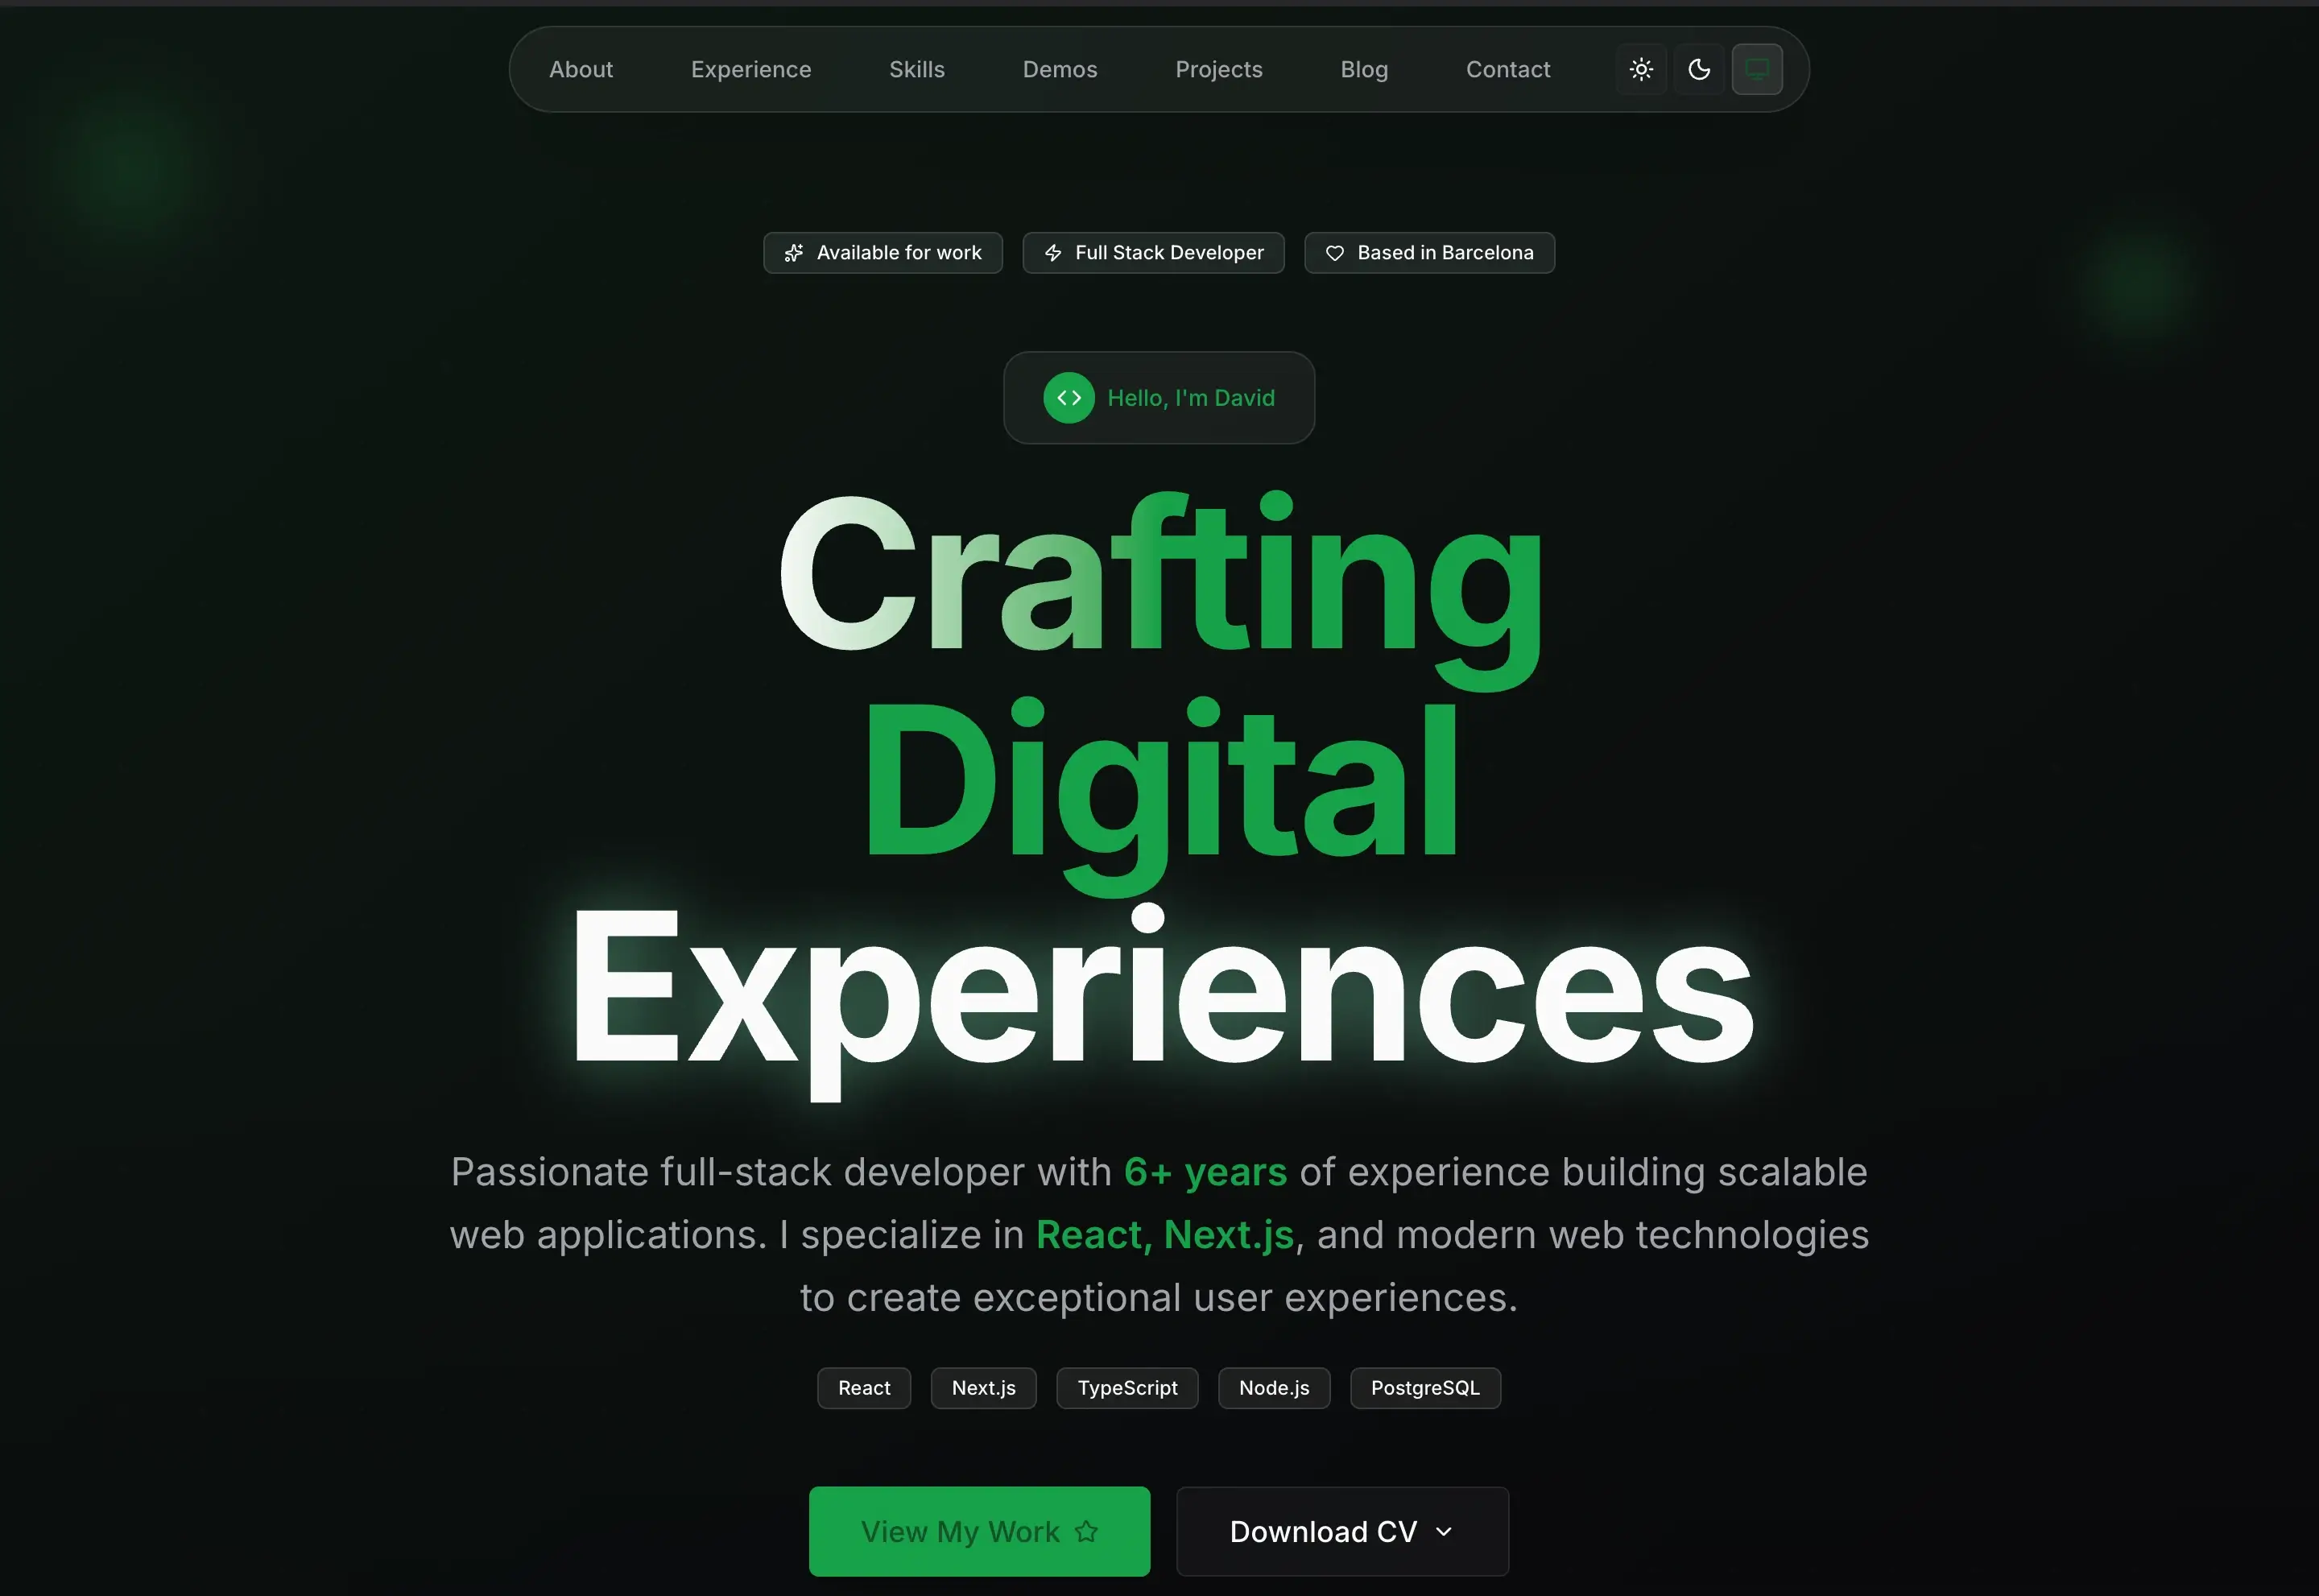 About Experience Skills Demos Projects Blog Contact
Available for work Full Stack Developer Based in Barcelona
Hello, I'm David
Crafting
Digital
Experiences
Passionate full-stack developer with 6+ years of experience building scalable
web applications. I specialize in React, Next.js, and modern web technologies
to create exceptional user experiences.
React Next.js TypeScript Node.js PostgreSQL
View My Work Download CV